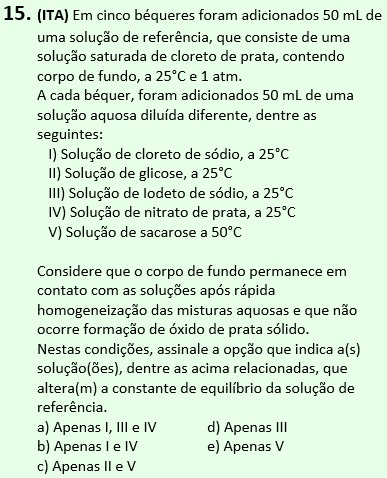 15. (ITA) Em cinco béqueres foram adicionados 50 mL de
uma solução de referência, que consiste de uma
solução saturada de cloreto de prata, contendo
corpo de fundo, a 25°C e 1 atm.
A cada béquer, foram adicionados 50 mL de uma
solução aquosa diluída diferente, dentre as
seguintes:
I) Solução de cloreto de sódio, a 25°C
II) Solução de glicose, a 25°C
III) Solução de Iodeto de sódio, a 25°C
IV) Solução de nitrato de prata, a 25°C
V) Solução de sacarose a 50°C
Considere que o corpo de fundo permanece em
contato com as soluções após rápida
homogeneização das misturas aquosas e que não
ocorre formação de óxido de prata sólido.
Nestas condições, assinale a opção que indica a(s)
solução(ões), dentre as acima relacionadas, que
altera(m) a constante de equilíbrio da solução de
referência.
a) Apenas I, III e IV
b) Apenas I e IV
c) Apenas II e V
d) Apenas III
e) Apenas V